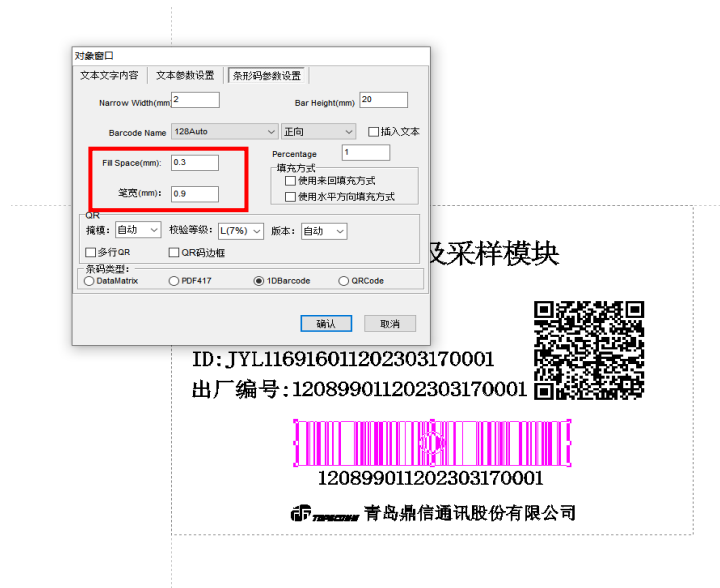 对象窗口
文本文字内容 文本参数设置 条形码参数设置
Narrow Width(mm 2 Bar Height(mm) 20
Barcode Name 128Auto 正向 插入文本
Fill Space(mm): 0.3 Percentage 1
填充方式
使用来回填充方式
笔宽(mm): 0.9 使用水平方向填充方式
QR
掩模: 自动 校验等级: L(7%) 版本: 自动
多行QR QR码边框
条码类型:
DataMatrix PDF417 1DBarcode QRCode
确认 取消
及采样模块
ID:JYL116916011202303170001
出厂编号:120899011202303170001
120899011202303170001
TOPSCOMM 青岛鼎信通讯股份有限公司